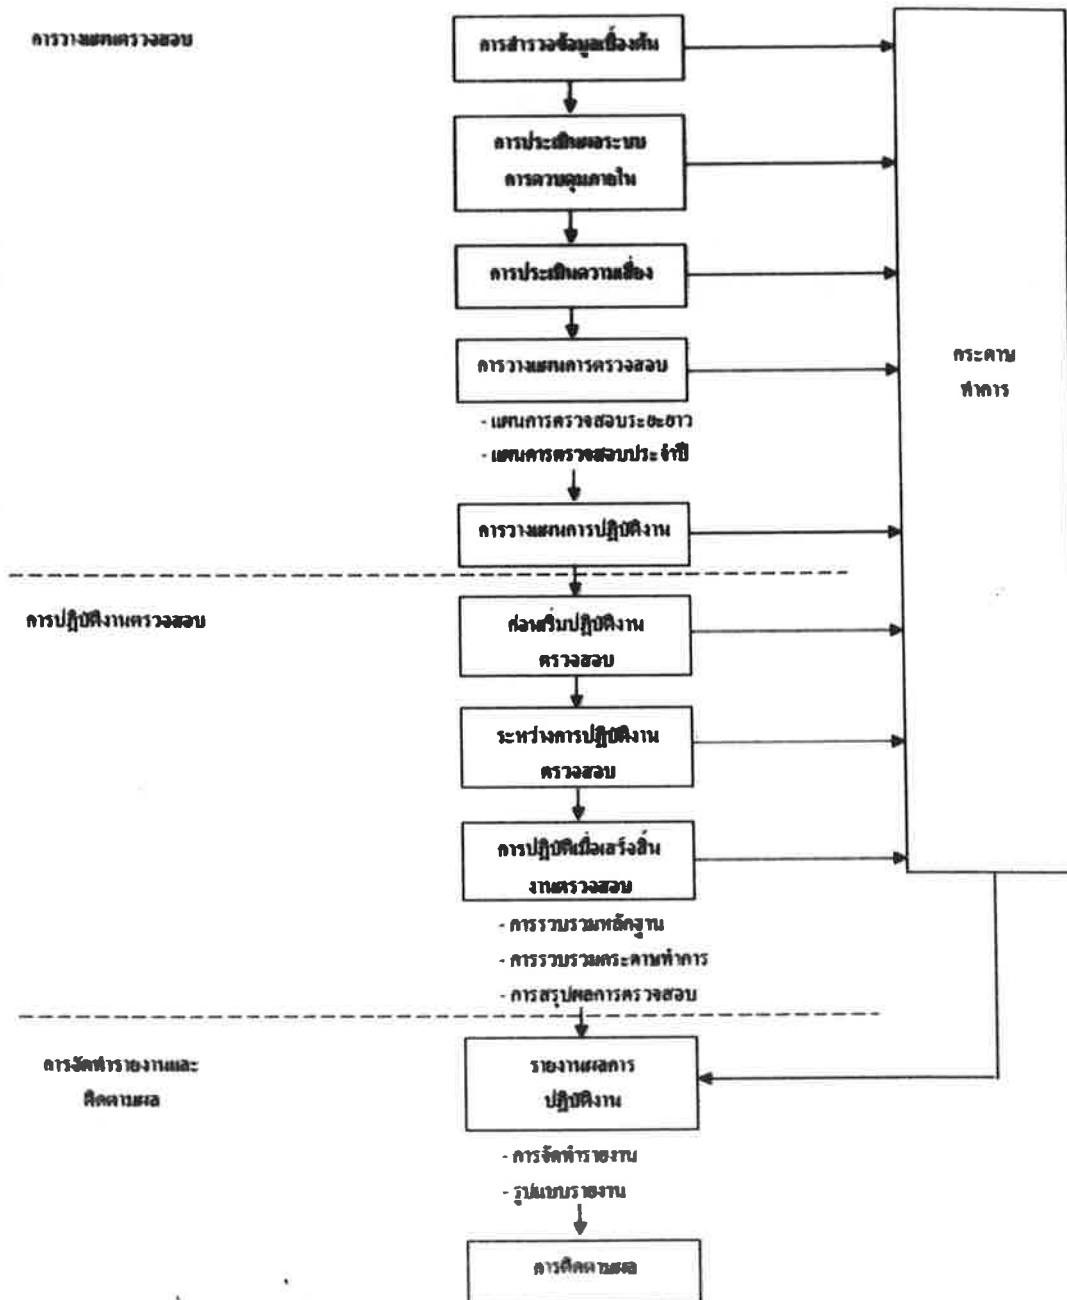 การวางแผนตรวจสอบ
การสำรวจข้อมูลเบื้องต้น
การประเมินผลระบบ
การควบคุมภายใน
การประเมินความเสี่ยง
การวางแผนการตรวจสอบ
- แผนการตรวจสอบระยะยาว
- แผนการตรวจสอบประจำปี
การวางแผนการปฏิบัติงาน
กระดาษ
ทำการ
การปฏิบัติงานตรวจสอบ
ก่อนเริ่มปฏิบัติงาน
ตรวจสอบ
ระหว่างการปฏิบัติงาน
ตรวจสอบ
การปฏิบัติเมื่อเสร็จสิ้น
งานตรวจสอบ
- การรวบรวมหลักฐาน
- การรวบรวมกระดาษทำการ
- การสรุปผลการตรวจสอบ
การจัดทำรายงานและ
ติดตามผล
รายงานผลการ
ปฏิบัติงาน
- การจัดทำรายงาน
- รูปแบบรายงาน
การติดตามผล